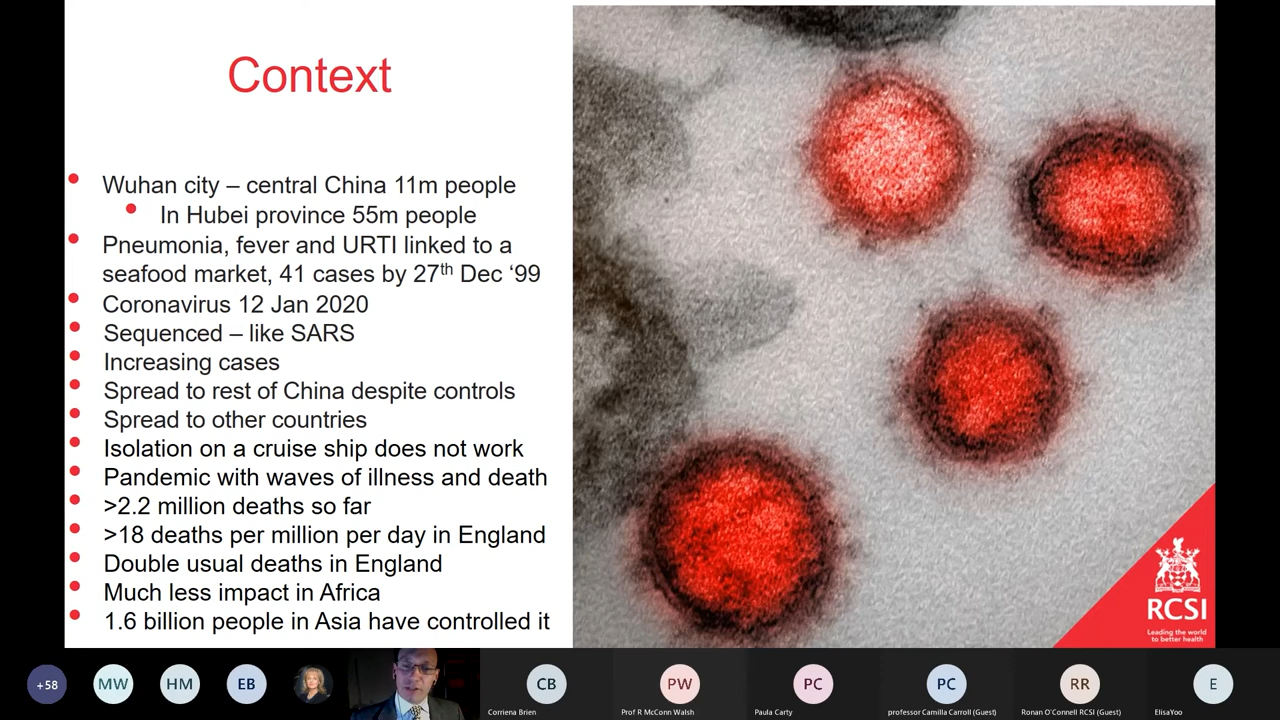 Context
Wuhan city – central China 11m people
In Hubei province 55m people
Pneumonia, fever and URTI linked to a
seafood market, 41 cases by 27th Dec ‘99
Coronavirus 12 Jan 2020
Sequenced – like SARS
Increasing cases
Spread to rest of China despite controls
Spread to other countries
Isolation on a cruise ship does not work
Pandemic with waves of illness and death
>2.2 million deaths so far
>18 deaths per million per day in England
Double usual deaths in England
Much less impact in Africa
1.6 billion people in Asia have controlled it
RCSI
Leading the world
to better health
+58
MW
HM
EB
CB
PW
PC
PC
RR
E
Corriena Brien
Prof R McConn Walsh
Paula Carty
professor Camilla Carroll (Guest)
Ronan O'Connell RCSI (Guest)
ElisaYoo